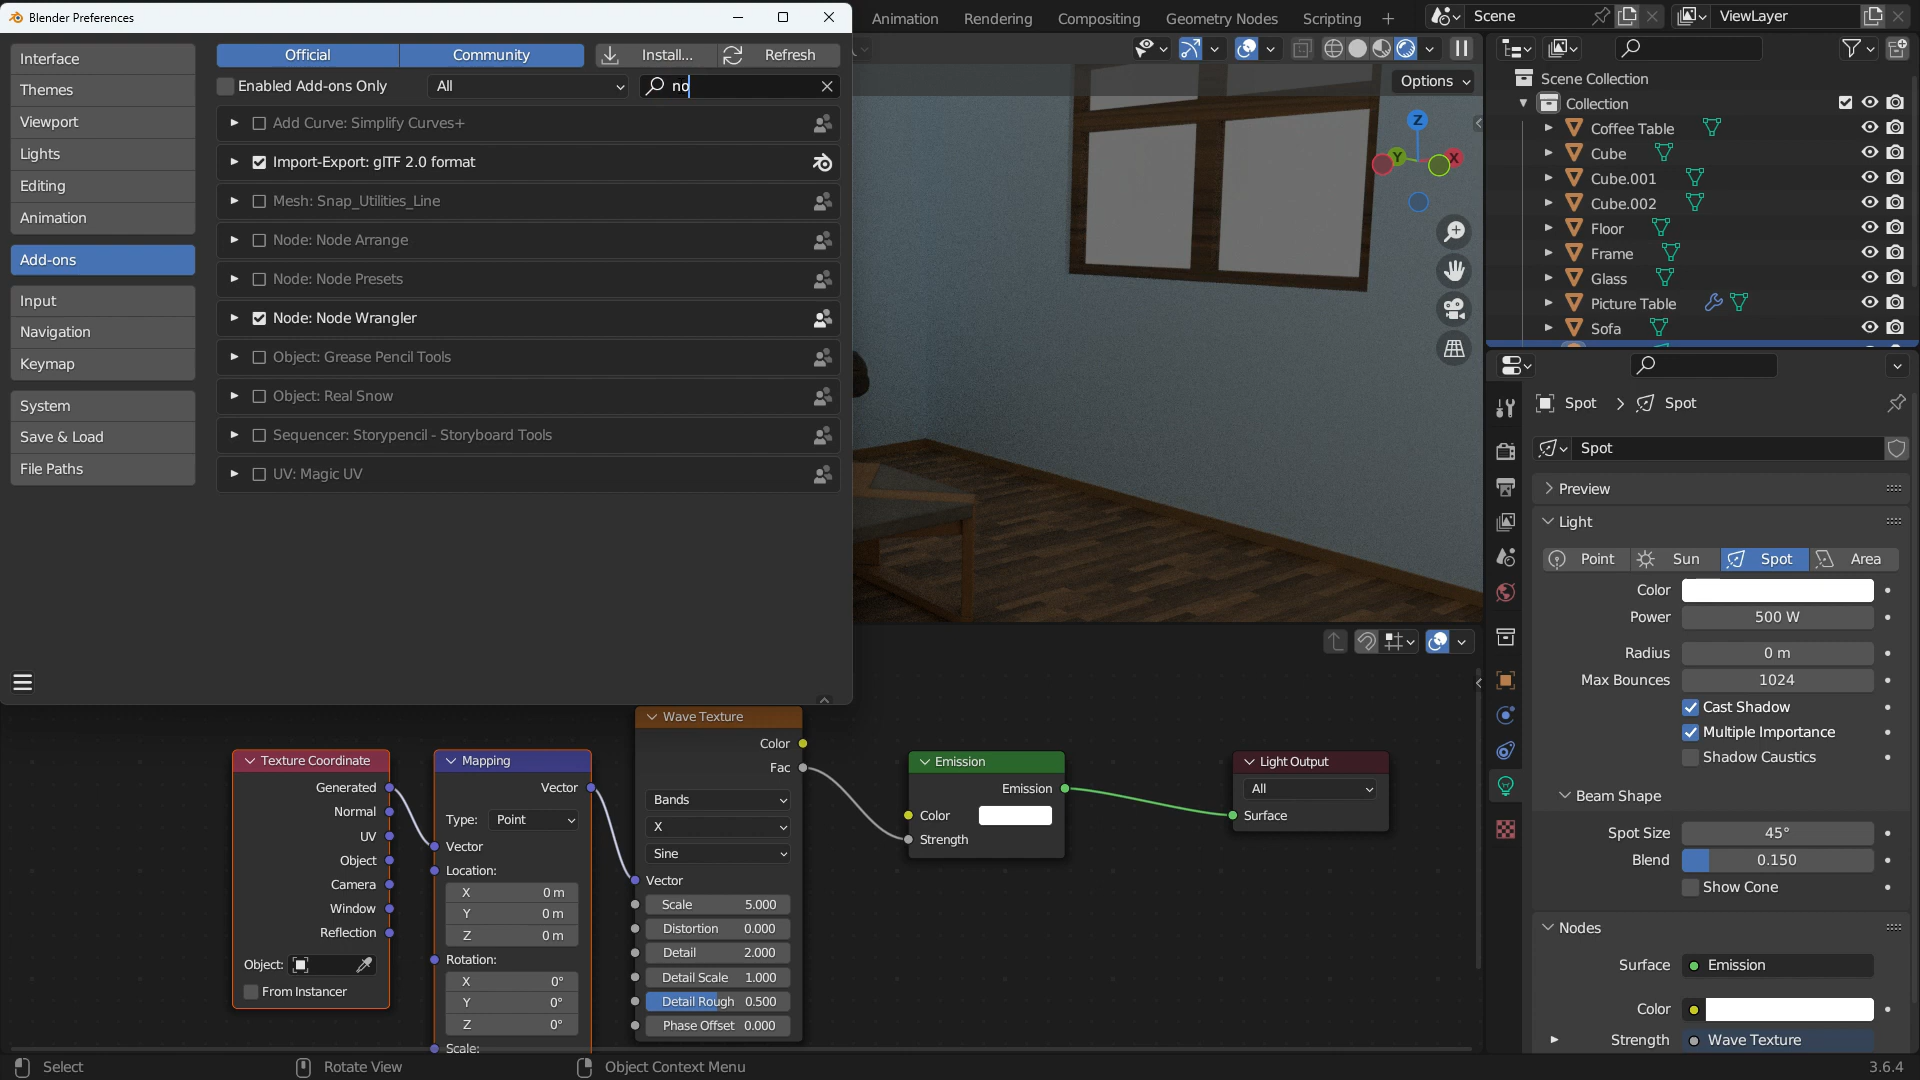 Blender Preferences
Animation
Rendering
Compositing
Geometry Nodes
Scripting
Scene
ViewLayer
Interface
Themes
Viewport
Lights
Editing
Animation
Add-ons
Input
Navigation
Keymap
System
Save & Load
File Paths
Official
Community
Install...
Refresh
Enabled Add-ons Only
All
no
Add Curve: Simplify Curves+
Import-Export: glTF 2.0 format
Mesh: Snap_Utilities_Line
Node: Node Arrange
Node: Node Presets
Node: Node Wrangler
Object: Grease Pencil Tools
Object: Real Snow
Sequencer: Storypencil - Storyboard Tools
UV: Magic UV
Options
Z
Y
X
Scene Collection
Collection
Coffee Table
Cube
Cube.001
Cube.002
Floor
Frame
Glass
Picture Table
Sofa
Spot
Spot
Spot
Preview
Light
Point
Sun
Spot
Area
Color
Power 500 W
Radius 0 m
Max Bounces 1024
Cast Shadow
Multiple Importance
Shadow Caustics
Beam Shape
Spot Size 45°
Blend 0.150
Show Cone
Nodes
Surface Emission
Color
Strength Wave Texture
Texture Coordinate
Generated
Normal
UV
Object
Camera
Window
Reflection
Object:
From Instancer
Mapping
Vector
Type: Point
Vector
Location:
X 0 m
Y 0 m
Z 0 m
Rotation:
X 0°
Y 0°
Z 0°
Scale:
Wave Texture
Color
Fac
Bands
X
Sine
Vector
Scale 5.000
Distortion 0.000
Detail 2.000
Detail Scale 1.000
Detail Rough 0.500
Phase Offset 0.000
Emission
Emission
Color
Strength
Light Output
All
Surface
Select
Rotate View
Object Context Menu
3.6.4